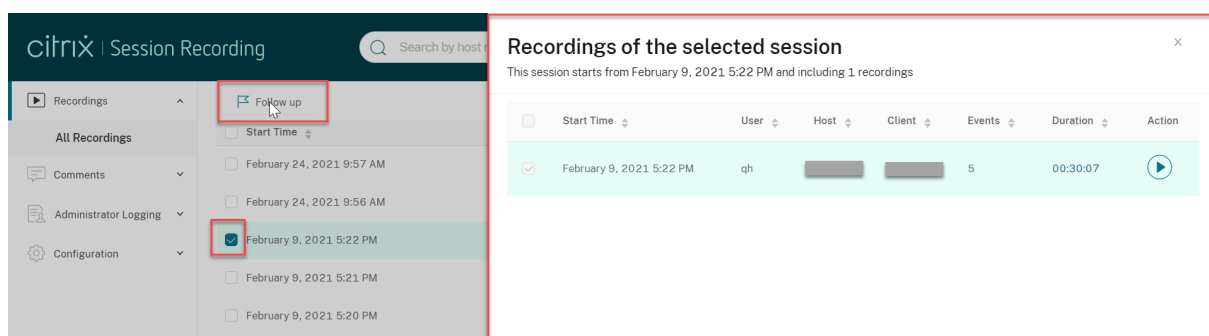 citrix | Session Recording
Search by host
Recordings
All Recordings
Comments
Administrator Logging
Configuration
Follow up
Start Time
February 24, 2021 9:57 AM
February 24, 2021 9:56 AM
February 9, 2021 5:22 PM
February 9, 2021 5:21 PM
February 9, 2021 5:20 PM
Recordings of the selected session
This session starts from February 9, 2021 5:22 PM and including 1 recordings
Start Time User Host Client Events Duration Action
February 9, 2021 5:22 PM qh 5 00:30:07